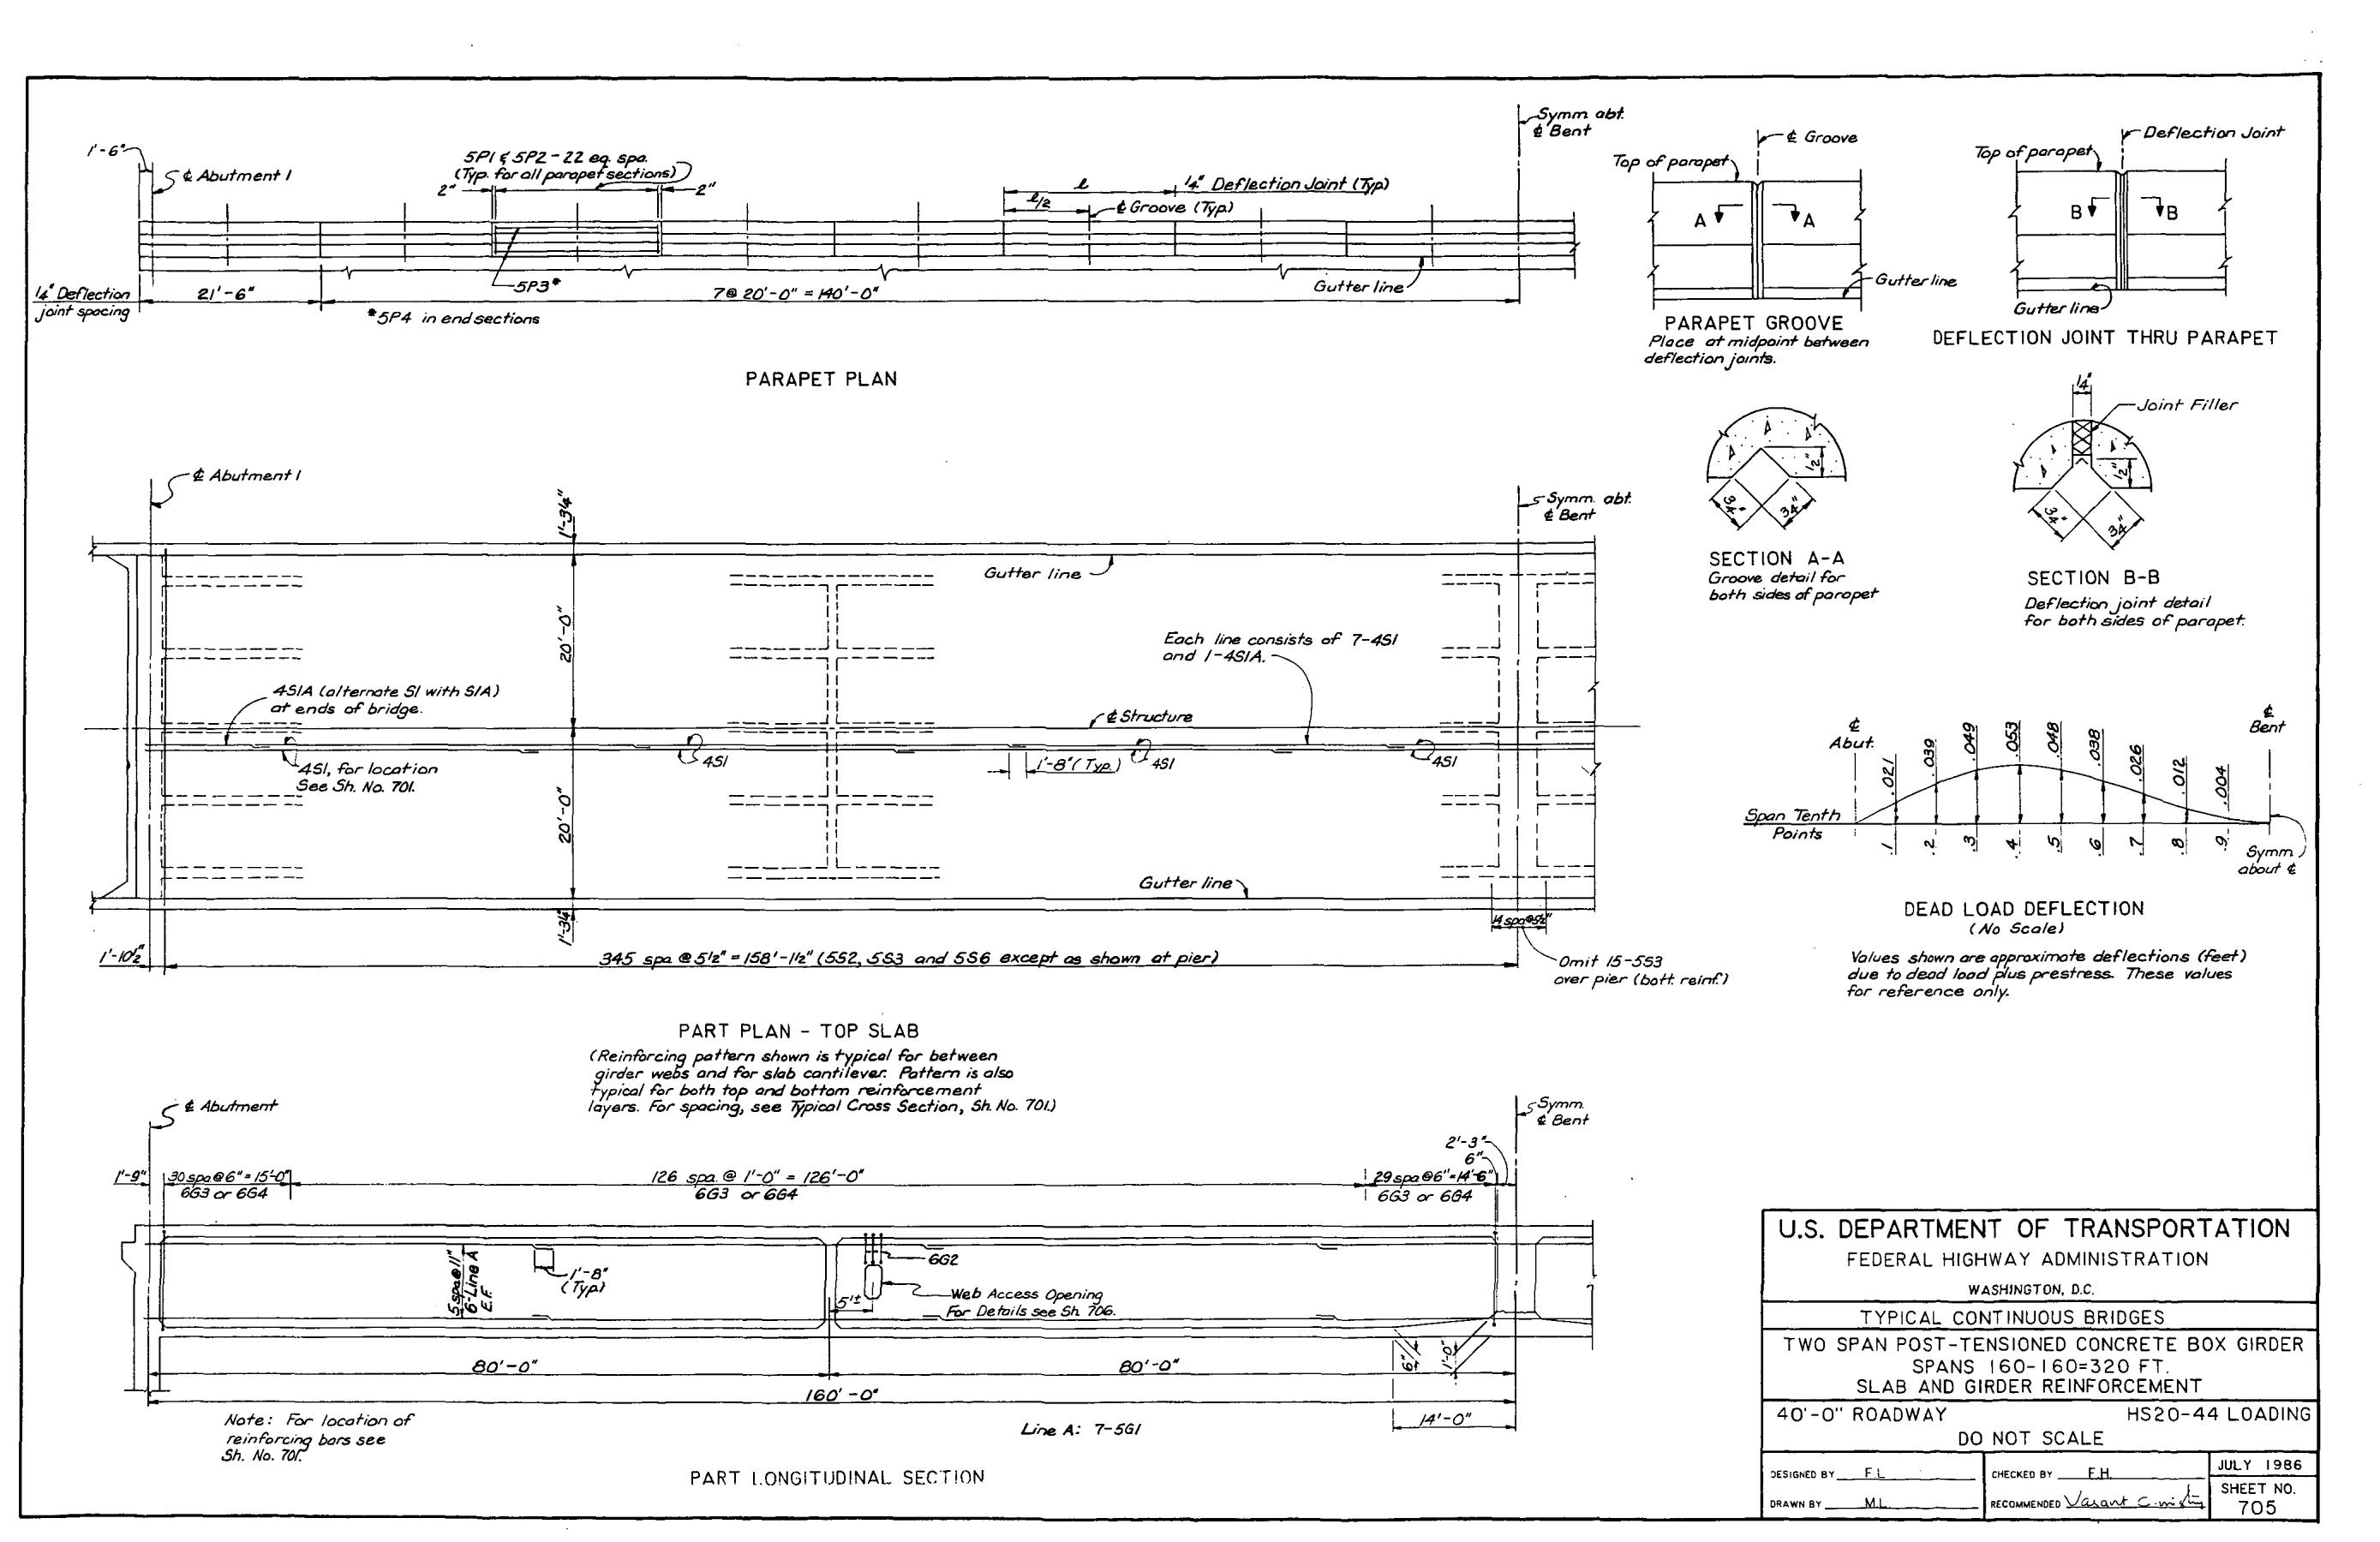 1'-6"
℄ Abutment 1
5P1 & 5P2 - 22 eq. spa.
(Typ. for all parapet sections)
2"
2"
ℓ
1/4" Deflection Joint (Typ.)
ℓ/2
℄ Groove (Typ.)
Symm. abt.
℄ Bent
5P3*
Gutter line
1/4" Deflection
joint spacing
21'-6"
7@ 20'-0" = 140'-0"
*5P4 in end sections
PARAPET PLAN
℄ Groove
Top of parapet
A
A
Gutter line
PARAPET GROOVE
Place at midpoint between
deflection joints.
Deflection Joint
Top of parapet
B
B
Gutter line
DEFLECTION JOINT THRU PARAPET
1/2"
3/4"
3/4"
SECTION A-A
Groove detail for
both sides of parapet
1/4"
Joint Filler
1/2"
3/4"
3/4"
SECTION B-B
Deflection joint detail
for both sides of parapet.
℄ Abutment 1
1'-3 1/4"
Symm. abt.
℄ Bent
Gutter line
20'-0"
Each line consists of 7-4S1
and 1-4S1A.
4S1A (alternate S1 with S1A)
at ends of bridge.
℄ Structure
4S1, for location
See Sh. No. 701.
4S1
1'-8" (Typ.)
4S1
4S1
20'-0"
Gutter line
1'-3 1/4"
14 spa @ 5 1/2"
1'-10 1/2"
345 spa @ 5 1/2" = 158'-1 1/2" (5S2, 5S3 and 5S6 except as shown at pier)
Omit 15-5S3
over pier (bott. reinf.)
PART PLAN - TOP SLAB
(Reinforcing pattern shown is typical for between
girder webs and for slab cantilever. Pattern is also
typical for both top and bottom reinforcement
layers. For spacing, see Typical Cross Section, Sh. No. 701.)
℄
Abut.
℄
Bent
.021
.039
.049
.053
.048
.038
.026
.012
.004
Span Tenth
Points
.1
.2
.3
.4
.5
.6
.7
.8
.9
Symm.
about ℄
DEAD LOAD DEFLECTION
(No Scale)
Values shown are approximate deflections (feet)
due to dead load plus prestress. These values
for reference only.
℄ Abutment
Symm.
℄ Bent
2'-3"
6"
1'-9"
30 spa @ 6" = 15'-0"
6G3 or 6G4
126 spa. @ 1'-0" = 126'-0"
6G3 or 6G4
29 spa @ 6" = 14'-6"
6G3 or 6G4
5 spa @ 11"
6-Line A
E.F.
1'-8"
(Typ.)
6G2
5'±
Web Access Opening
For Details see Sh. 706.
6"
1'-0"
80'-0"
80'-0"
160'-0"
14'-0"
Note: For location of
reinforcing bars see
Sh. No. 701.
Line A: 7-5G1
PART LONGITUDINAL SECTION
U.S. DEPARTMENT OF TRANSPORTATION
FEDERAL HIGHWAY ADMINISTRATION
WASHINGTON, D.C.
TYPICAL CONTINUOUS BRIDGES
TWO SPAN POST-TENSIONED CONCRETE BOX GIRDER
SPANS 160-160=320 FT.
SLAB AND GIRDER REINFORCEMENT
40'-0" ROADWAY HS20-44 LOADING
DO NOT SCALE
DESIGNED BY F.L.
CHECKED BY F.H.
JULY 1986
DRAWN BY M.L.
RECOMMENDED Vasant C.
SHEET NO.
705